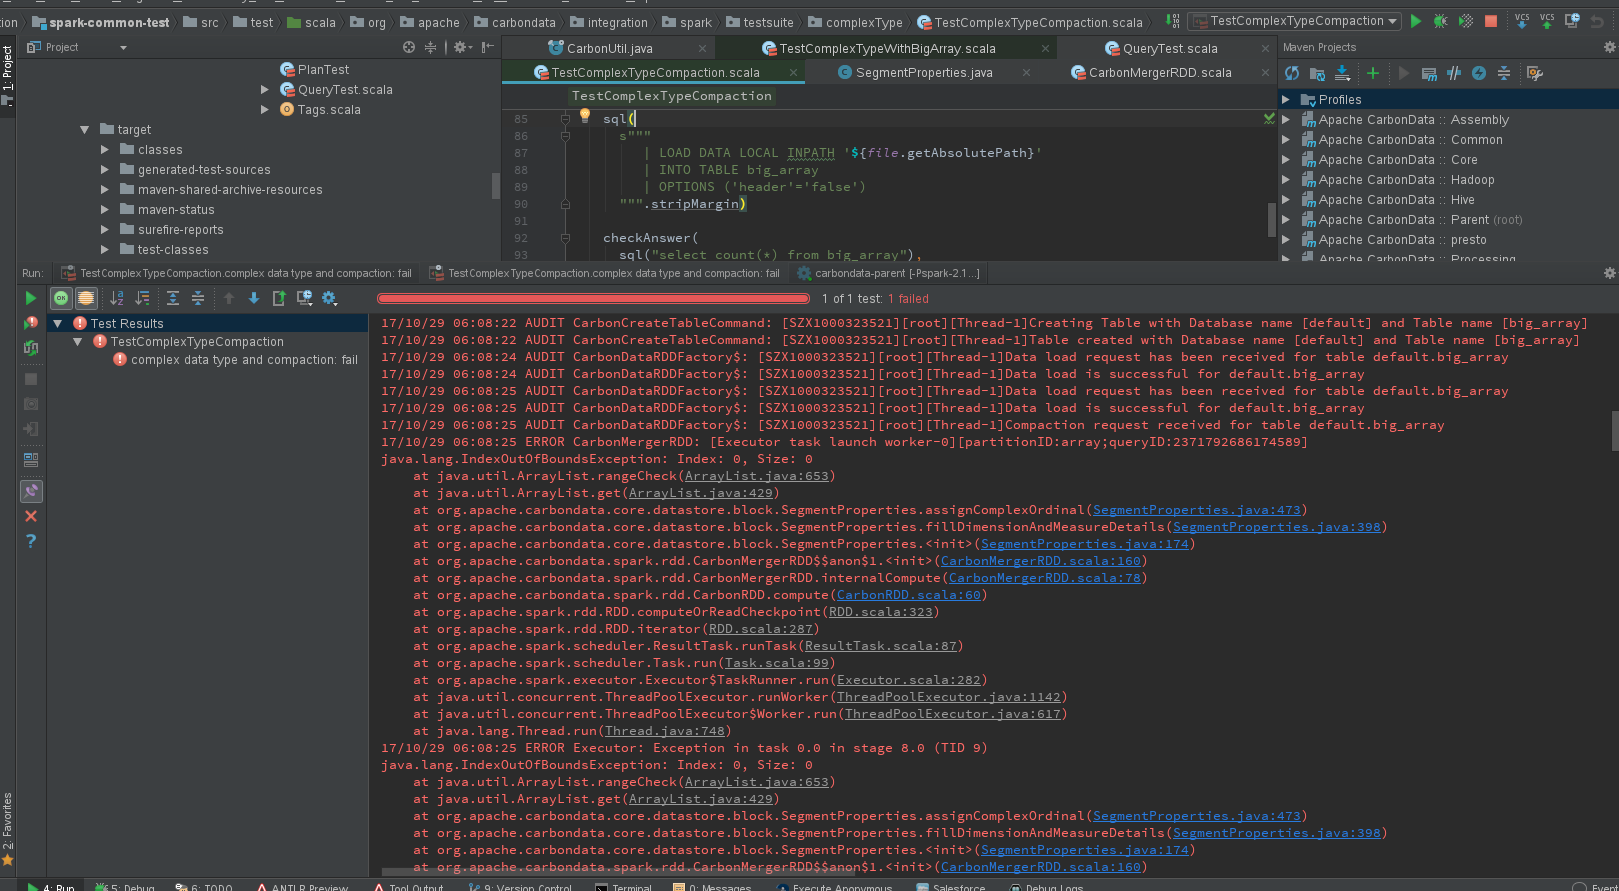 spark-common-test src test scala org apache carbondata integration spark testsuite complexType TestComplexTypeCompaction.scala TestComplexTypeCompaction VCS VCS
1: Project
Project
CarbonUtil.java TestComplexTypeWithBigArray.scala QueryTest.scala
Maven Projects
TestComplexTypeCompaction.scala SegmentProperties.java CarbonMergerRDD.scala
TestComplexTypeCompaction
PlanTest
QueryTest.scala
Tags.scala
target
classes
generated-test-sources
maven-shared-archive-resources
maven-status
surefire-reports
test-classes
85 sql(
86 s"""
87 | LOAD DATA LOCAL INPATH '${file.getAbsolutePath}'
88 | INTO TABLE big_array
89 | OPTIONS ('header'='false')
90 """.stripMargin)
91
92 checkAnswer(
93 sql("select count(*) from big_array"),
Profiles
Apache CarbonData :: Assembly
Apache CarbonData :: Common
Apache CarbonData :: Core
Apache CarbonData :: Hadoop
Apache CarbonData :: Hive
Apache CarbonData :: Parent (root)
Apache CarbonData :: presto
Apache CarbonData :: Processing
Run: TestComplexTypeCompaction.complex data type and compaction: fail TestComplexTypeCompaction.complex data type and compaction: fail carbondata-parent [-Pspark-2.1...]
OK
1 of 1 test: 1 failed
Test Results
TestComplexTypeCompaction
complex data type and compaction: fail
17/10/29 06:08:22 AUDIT CarbonCreateTableCommand: [SZX1000323521][root][Thread-1]Creating Table with Database name [default] and Table name [big_array]
17/10/29 06:08:22 AUDIT CarbonCreateTableCommand: [SZX1000323521][root][Thread-1]Table created with Database name [default] and Table name [big_array]
17/10/29 06:08:24 AUDIT CarbonDataRDDFactory$: [SZX1000323521][root][Thread-1]Data load request has been received for table default.big_array
17/10/29 06:08:24 AUDIT CarbonDataRDDFactory$: [SZX1000323521][root][Thread-1]Data load is successful for default.big_array
17/10/29 06:08:25 AUDIT CarbonDataRDDFactory$: [SZX1000323521][root][Thread-1]Data load request has been received for table default.big_array
17/10/29 06:08:25 AUDIT CarbonDataRDDFactory$: [SZX1000323521][root][Thread-1]Data load is successful for default.big_array
17/10/29 06:08:25 AUDIT CarbonDataRDDFactory$: [SZX1000323521][root][Thread-1]Compaction request received for table default.big_array
17/10/29 06:08:25 ERROR CarbonMergerRDD: [Executor task launch worker-0][partitionID:array;queryID:2371792686174589]
java.lang.IndexOutOfBoundsException: Index: 0, Size: 0
at java.util.ArrayList.rangeCheck(ArrayList.java:653)
at java.util.ArrayList.get(ArrayList.java:429)
at org.apache.carbondata.core.datastore.block.SegmentProperties.assignComplexOrdinal(SegmentProperties.java:473)
at org.apache.carbondata.core.datastore.block.SegmentProperties.fillDimensionAndMeasureDetails(SegmentProperties.java:398)
at org.apache.carbondata.core.datastore.block.SegmentProperties.<init>(SegmentProperties.java:174)
at org.apache.carbondata.spark.rdd.CarbonMergerRDD$$anon$1.<init>(CarbonMergerRDD.scala:160)
at org.apache.carbondata.spark.rdd.CarbonMergerRDD.internalCompute(CarbonMergerRDD.scala:78)
at org.apache.carbondata.spark.rdd.CarbonRDD.compute(CarbonRDD.scala:60)
at org.apache.spark.rdd.RDD.computeOrReadCheckpoint(RDD.scala:323)
at org.apache.spark.rdd.RDD.iterator(RDD.scala:287)
at org.apache.spark.scheduler.ResultTask.runTask(ResultTask.scala:87)
at org.apache.spark.scheduler.Task.run(Task.scala:99)
at org.apache.spark.executor.Executor$TaskRunner.run(Executor.scala:282)
at java.util.concurrent.ThreadPoolExecutor.runWorker(ThreadPoolExecutor.java:1142)
at java.util.concurrent.ThreadPoolExecutor$Worker.run(ThreadPoolExecutor.java:617)
at java.lang.Thread.run(Thread.java:748)
17/10/29 06:08:25 ERROR Executor: Exception in task 0.0 in stage 8.0 (TID 9)
java.lang.IndexOutOfBoundsException: Index: 0, Size: 0
at java.util.ArrayList.rangeCheck(ArrayList.java:653)
at java.util.ArrayList.get(ArrayList.java:429)
at org.apache.carbondata.core.datastore.block.SegmentProperties.assignComplexOrdinal(SegmentProperties.java:473)
at org.apache.carbondata.core.datastore.block.SegmentProperties.fillDimensionAndMeasureDetails(SegmentProperties.java:398)
at org.apache.carbondata.core.datastore.block.SegmentProperties.<init>(SegmentProperties.java:174)
at org.apache.carbondata.spark.rdd.CarbonMergerRDD$$anon$1.<init>(CarbonMergerRDD.scala:160)
2: Favorites
4: Run 5: Debug 6: TODO ANTLR Preview Tool Output 9: Version Control Terminal 0: Messages Execute Anonymous Salesforce Debug Logs